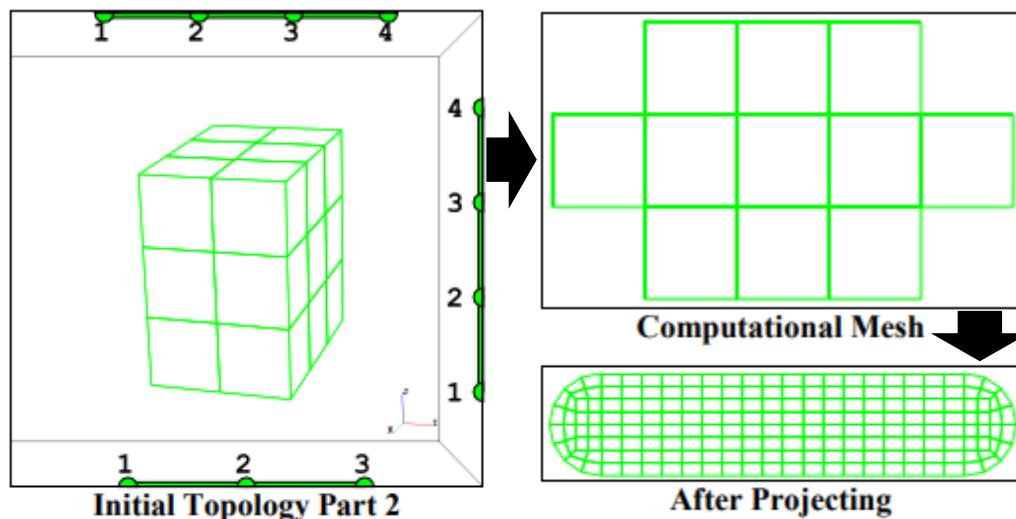 1 2 3 4
4
3
2
1
1 2 3
Initial Topology Part 2
Computational Mesh
After Projecting